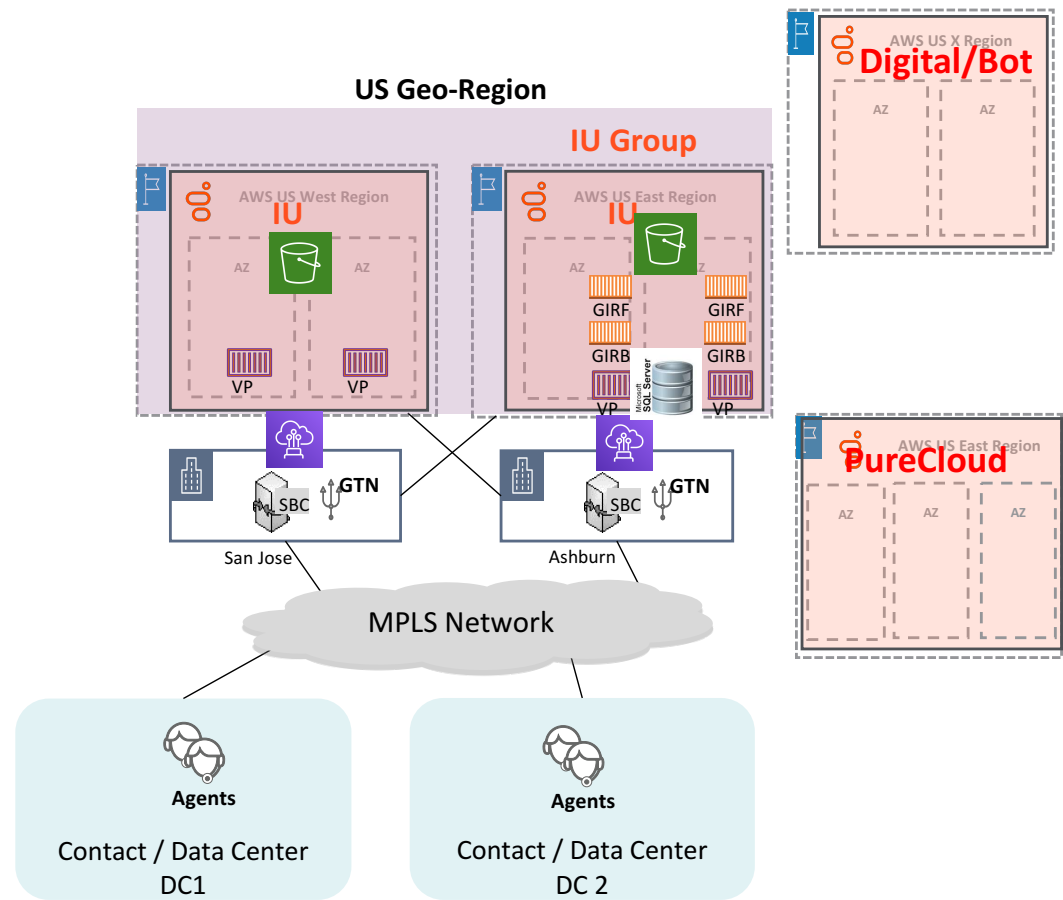 AWS US X Region
Digital/Bot
AZ
AZ
US Geo-Region
IU Group
AWS US West Region
IU
AZ
AZ
VP
VP
AWS US East Region
IU
AZ
AZ
GIRF
GIRF
GIRB
GIRB
Microsoft
SQL Server
VP
VP
AWS US East Region
PureCloud
AZ
AZ
AZ
SBC
GTN
San Jose
SBC
GTN
Ashburn
MPLS Network
Agents
Contact / Data Center
DC1
Agents
Contact / Data Center
DC 2